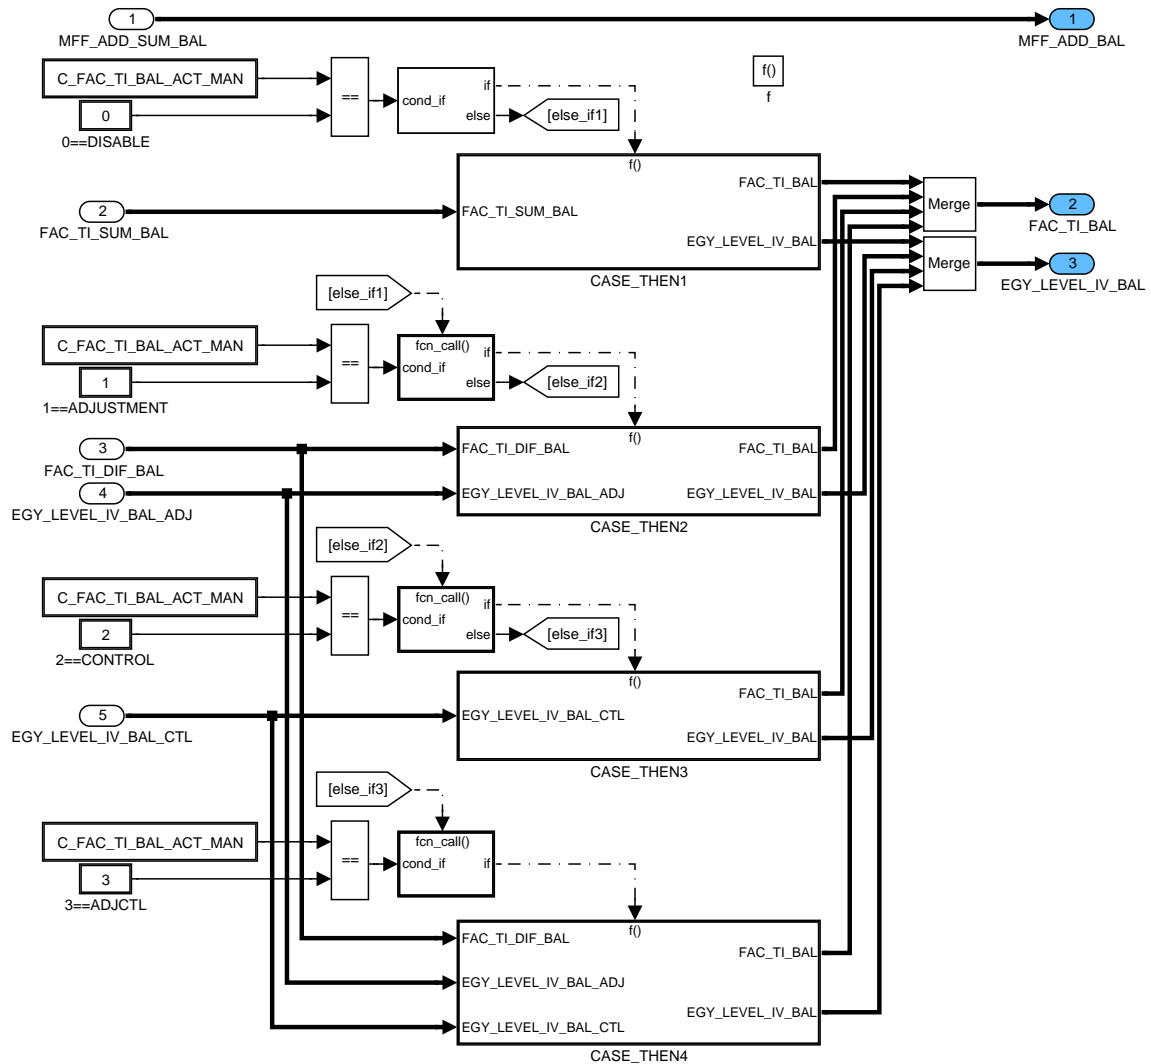 1
MFF_ADD_SUM_BAL
1
MFF_ADD_BAL
C_FAC_TI_BAL_ACT_MAN
0
0==DISABLE
==
cond_if
if
else
[else_if1]
f()
f
2
FAC_TI_SUM_BAL
f()
FAC_TI_SUM_BAL
FAC_TI_BAL
EGY_LEVEL_IV_BAL
CASE_THEN1
Merge
Merge
2
FAC_TI_BAL
3
EGY_LEVEL_IV_BAL
[else_if1]
C_FAC_TI_BAL_ACT_MAN
1
1==ADJUSTMENT
==
fcn_call()
cond_if
if
else
[else_if2]
3
FAC_TI_DIF_BAL
4
EGY_LEVEL_IV_BAL_ADJ
f()
FAC_TI_DIF_BAL
EGY_LEVEL_IV_BAL_ADJ
FAC_TI_BAL
EGY_LEVEL_IV_BAL
CASE_THEN2
[else_if2]
C_FAC_TI_BAL_ACT_MAN
2
2==CONTROL
==
fcn_call()
cond_if
if
else
[else_if3]
5
EGY_LEVEL_IV_BAL_CTL
f()
EGY_LEVEL_IV_BAL_CTL
FAC_TI_BAL
EGY_LEVEL_IV_BAL
CASE_THEN3
[else_if3]
C_FAC_TI_BAL_ACT_MAN
3
3==ADJCTL
==
fcn_call()
cond_if
if
f()
FAC_TI_DIF_BAL
EGY_LEVEL_IV_BAL_ADJ
EGY_LEVEL_IV_BAL_CTL
FAC_TI_BAL
EGY_LEVEL_IV_BAL
CASE_THEN4